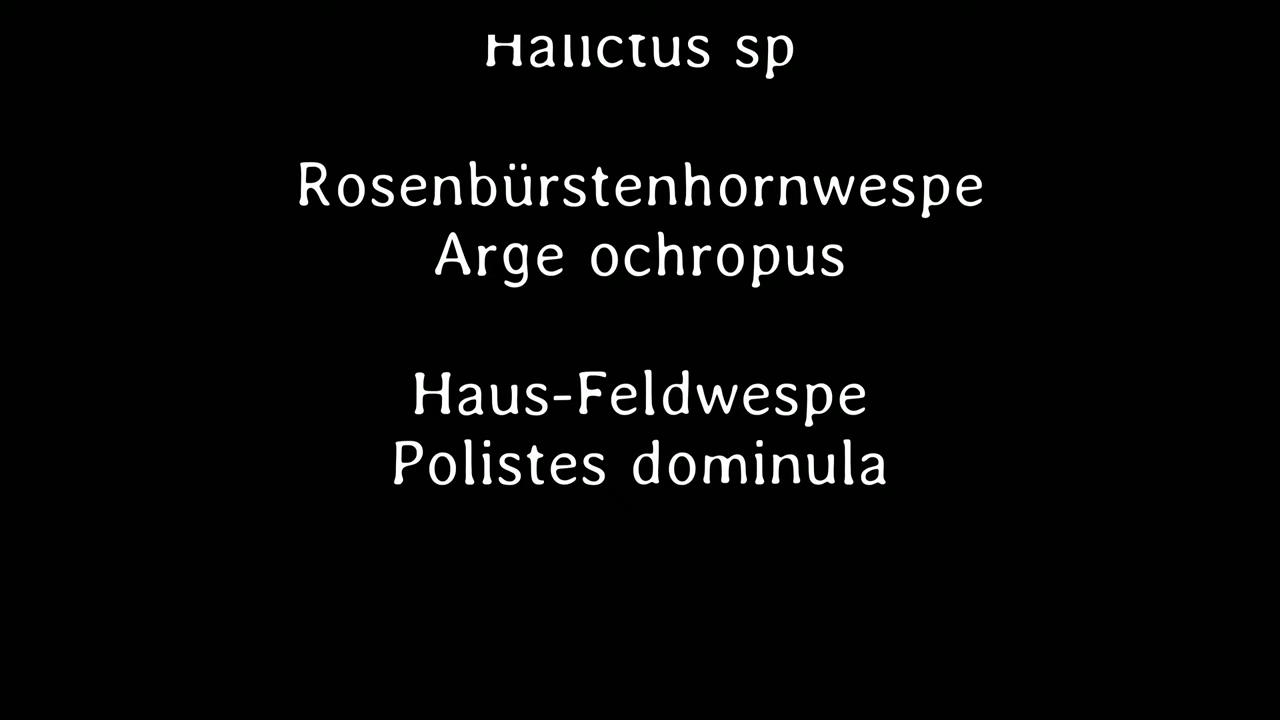 Halictus sp
Rosenbürstenhornwespe
Arge ochropus
Haus-Feldwespe
Polistes dominula